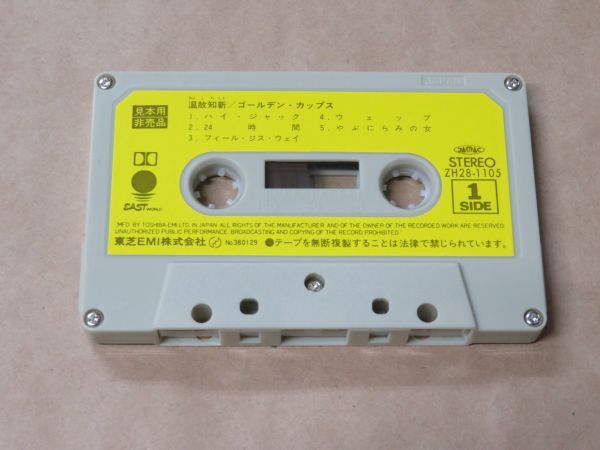 JAPAN
見本用
非売品
温故知新/ゴールデン・カップス
1. ハイ・ジャック
4. ウェップ
2. 24時間
5. やぶにらみの女
3. フィール・ジス・ウェイ
EAST WORLD
STEREO
ZH28-1105
1
SIDE
MFD. BY TOSHIBA EMI LTD. IN JAPAN. ALL RIGHTS OF THE MANUFACTURER AND OF THE OWNER OF THE RECORDED WORK ARE RESERVED.
UNAUTHORIZED PUBLIC PERFORMANCE, BROADCASTING AND COPYING OF THE RECORD PROHIBITED.
東芝EMI株式会社 No.380129 ●テープを無断複製することは法律で禁じられています。